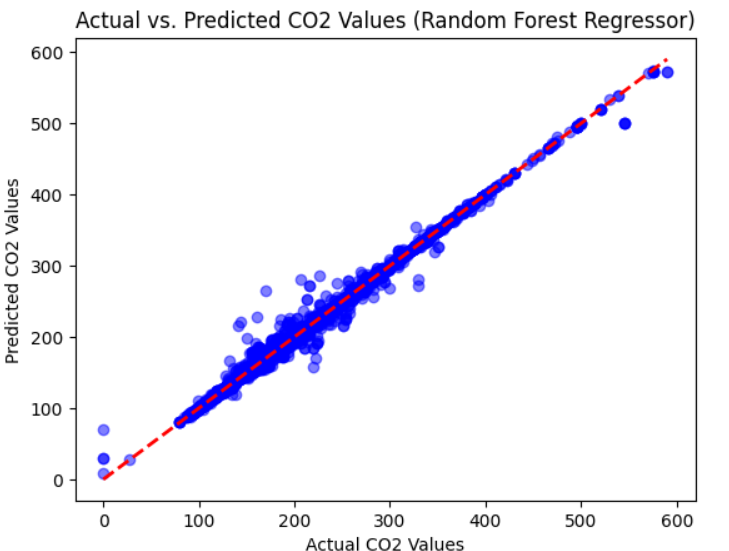 Actual vs. Predicted CO2 Values (Random Forest Regressor)
600
500
400
300
200
100
0
Predicted CO2 Values
0 100 200 300 400 500 600
Actual CO2 Values